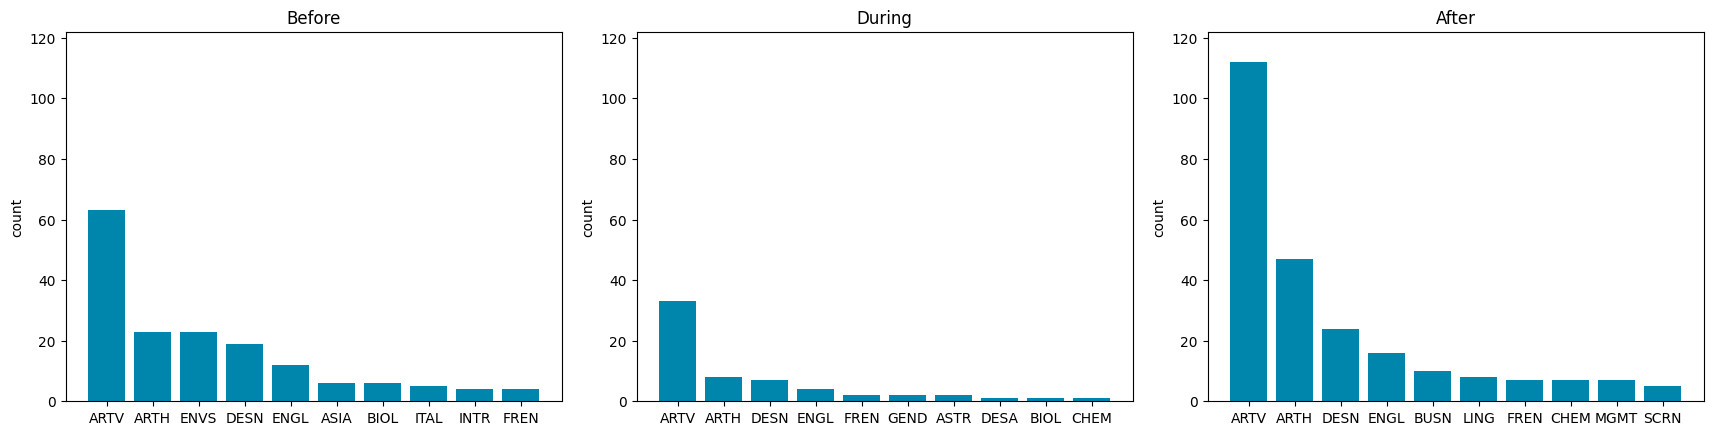 Before
120
100
80
60
40
20
0
count
ARTV ARTH ENVS DESN ENGL ASIA BIOL ITAL INTR FREN
During
120
100
80
60
40
20
0
count
ARTV ARTH DESN ENGL FREN GEND ASTR DESA BIOL CHEM
After
120
100
80
60
40
20
0
count
ARTV ARTH DESN ENGL BUSN LING FREN CHEM MGMT SCRN